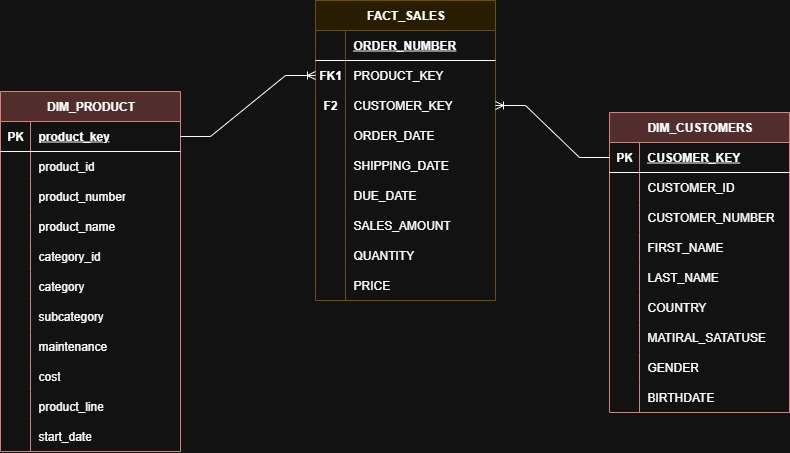 FACT_SALES
ORDER_NUMBER
FK1 PRODUCT_KEY
F2 CUSTOMER_KEY
ORDER_DATE
SHIPPING_DATE
DUE_DATE
SALES_AMOUNT
QUANTITY
PRICE
DIM_PRODUCT
PK product_key
product_id
product_number
product_name
category_id
category
subcategory
maintenance
cost
product_line
start_date
DIM_CUSTOMERS
PK CUSOMER_KEY
CUSTOMER_ID
CUSTOMER_NUMBER
FIRST_NAME
LAST_NAME
COUNTRY
MATIRAL_SATATUSE
GENDER
BIRTHDATE